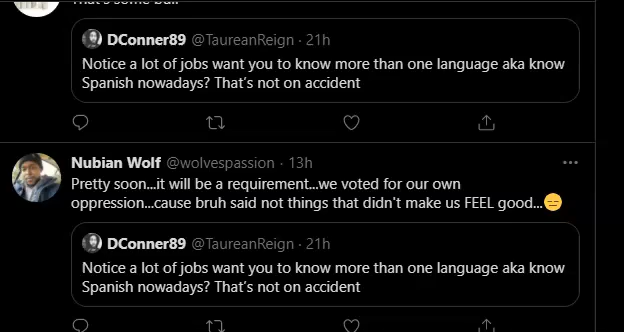 That's some bull
DConner89 @TaureanReign · 21h
Notice a lot of jobs want you to know more than one language aka know
Spanish nowadays? That's not on accident
Nubian Wolf @wolvespassion · 13h
Pretty soon...it will be a requirement...we voted for our own
oppression...cause bruh said not things that didn't make us FEEL good...😑
DConner89 @TaureanReign · 21h
Notice a lot of jobs want you to know more than one language aka know
Spanish nowadays? That's not on accident